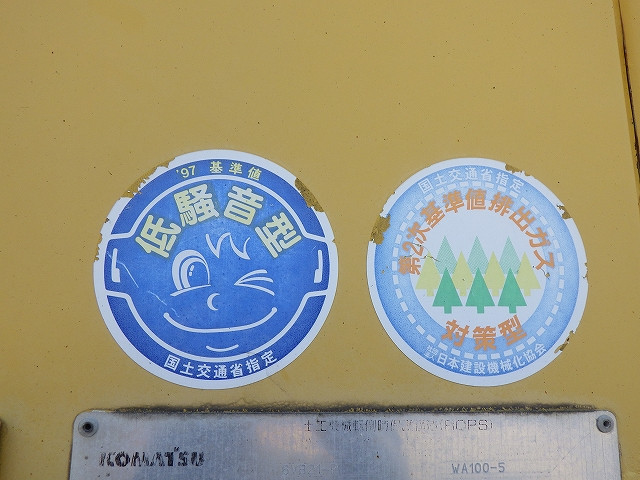 '97 基準値
低騒音型
国土交通省指定
国土交通省指定
第2次基準値排出ガス
対策型
日本建設機械化協会
KOMATSU
WA100-5